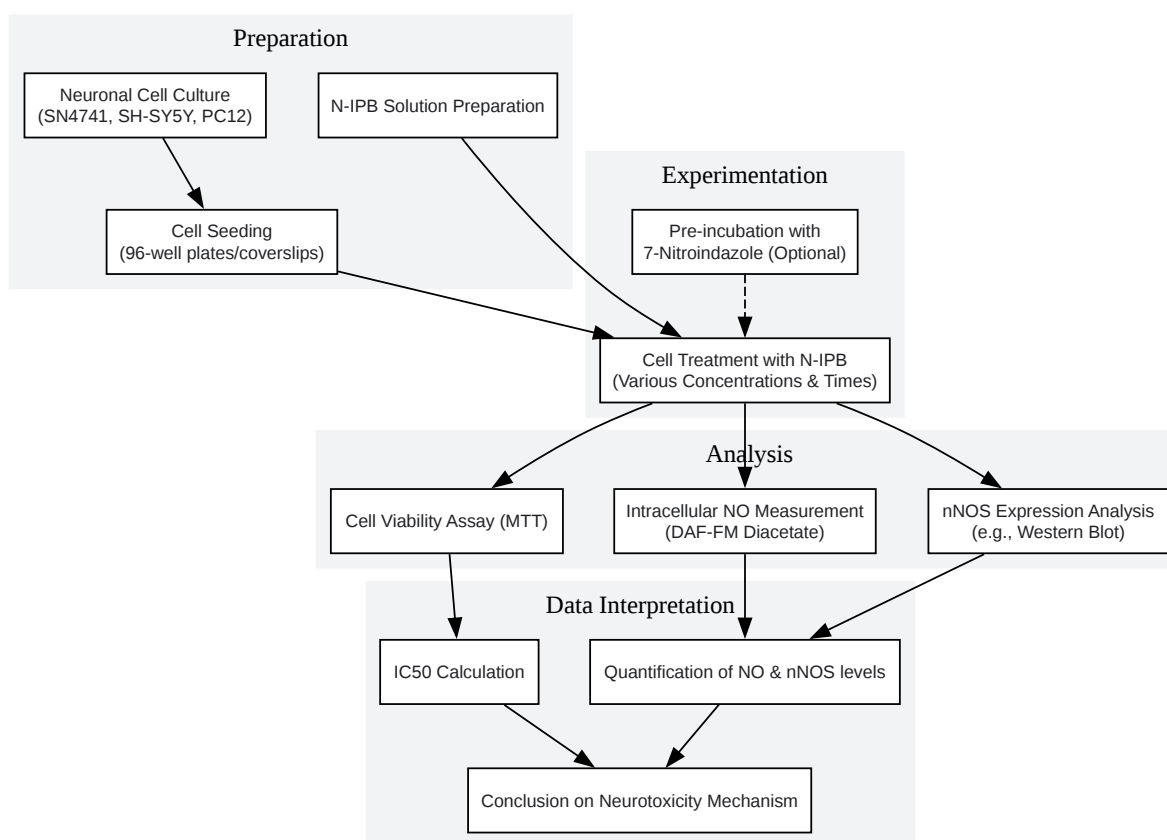 Preparation
Neuronal Cell Culture
(SN4741, SH-SY5Y, PC12)
N-IPB Solution Preparation
Cell Seeding
(96-well plates/coverslips)
Experimentation
Pre-incubation with
7-Nitroindazole (Optional)
Cell Treatment with N-IPB
(Various Concentrations & Times)
Analysis
Cell Viability Assay (MTT)
Intracellular NO Measurement
(DAF-FM Diacetate)
nNOS Expression Analysis
(e.g., Western Blot)
Data Interpretation
IC50 Calculation
Quantification of NO & nNOS levels
Conclusion on Neurotoxicity Mechanism